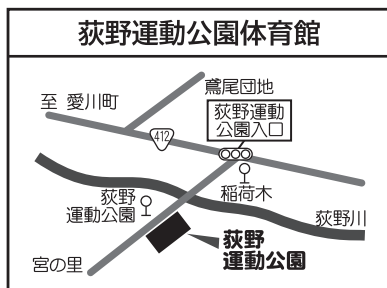 荻野運動公園体育館
鳶尾団地
至 愛川町
荻野運動
公園入口
412
稲荷木
荻野
運動公園
荻野川
荻野
運動公園
宮の里